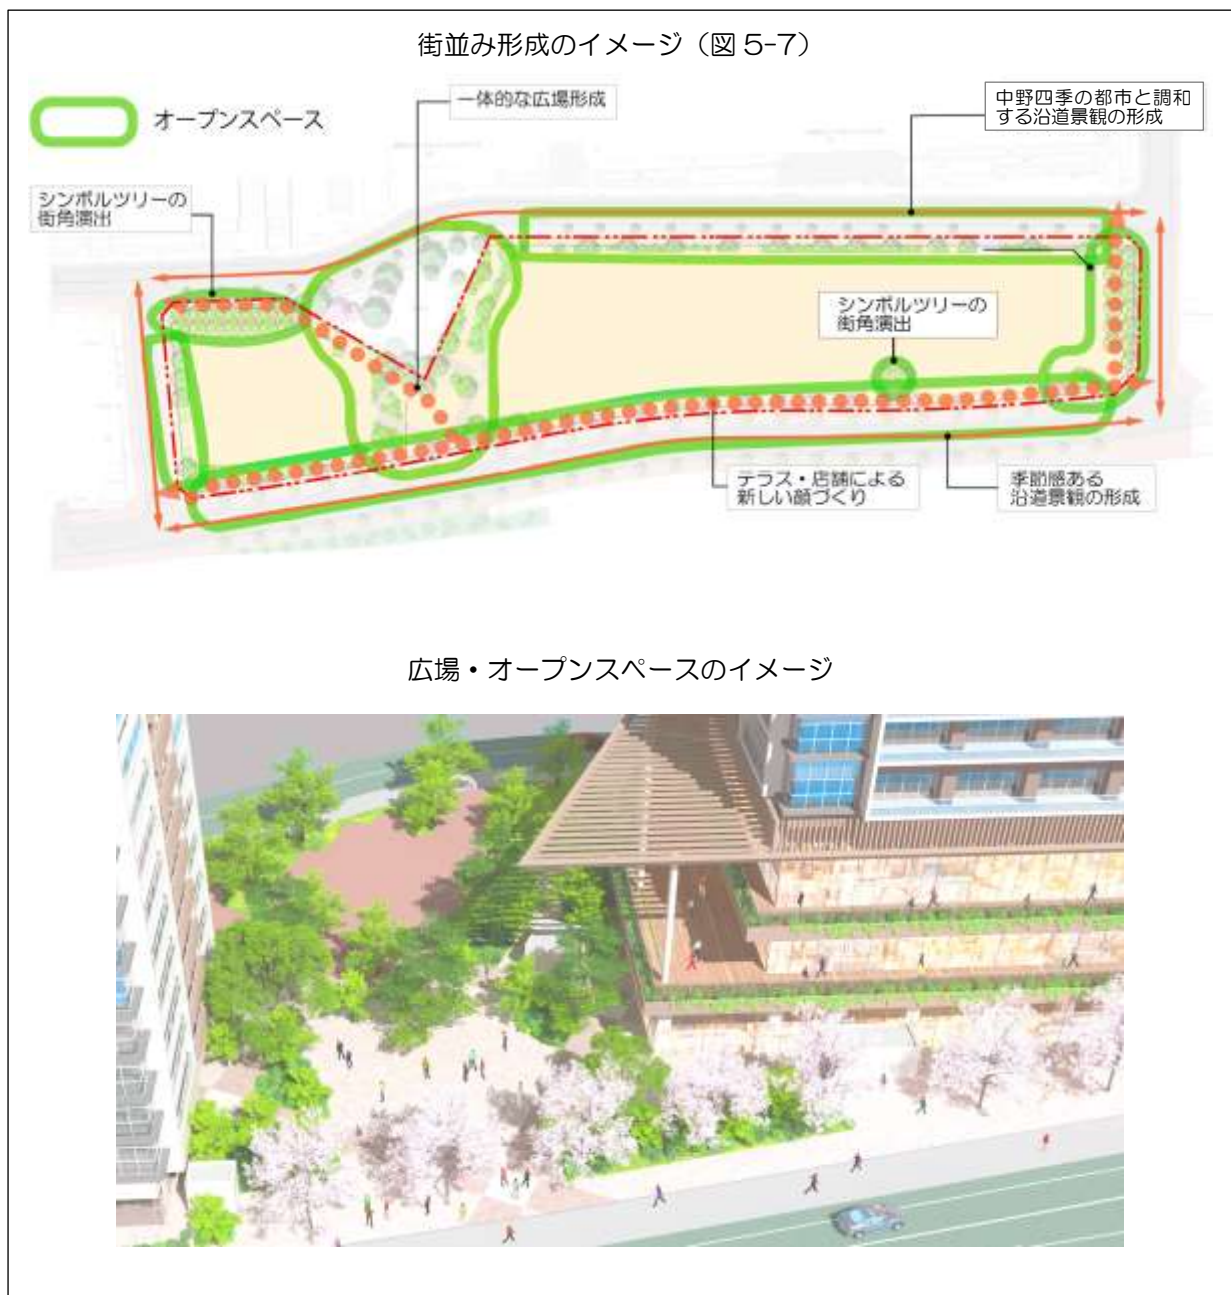 街並み形成のイメージ（図 5-7）
オープンスペース
一体的な広場形成
中野四季の都市と調和
する沿道景観の形成
シンボルツリーの
街角演出
シンボルツリーの
街角演出
テラス・店舗による
新しい顔づくり
季節感ある
沿道景観の形成
広場・オープンスペースのイメージ